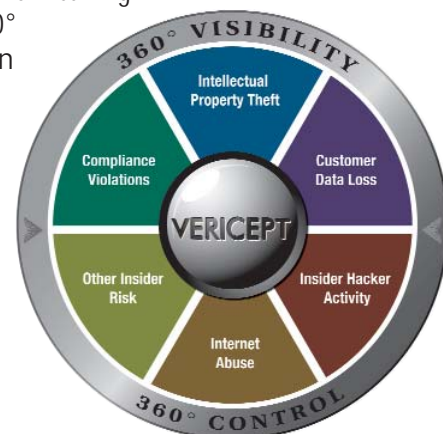 0°
n
360° VISIBILITY
Intellectual
Property Theft
Compliance
Violations
Customer
Data Loss
VERICEPT
Other Insider
Risk
Insider Hacker
Activity
Internet
Abuse
360° CONTROL